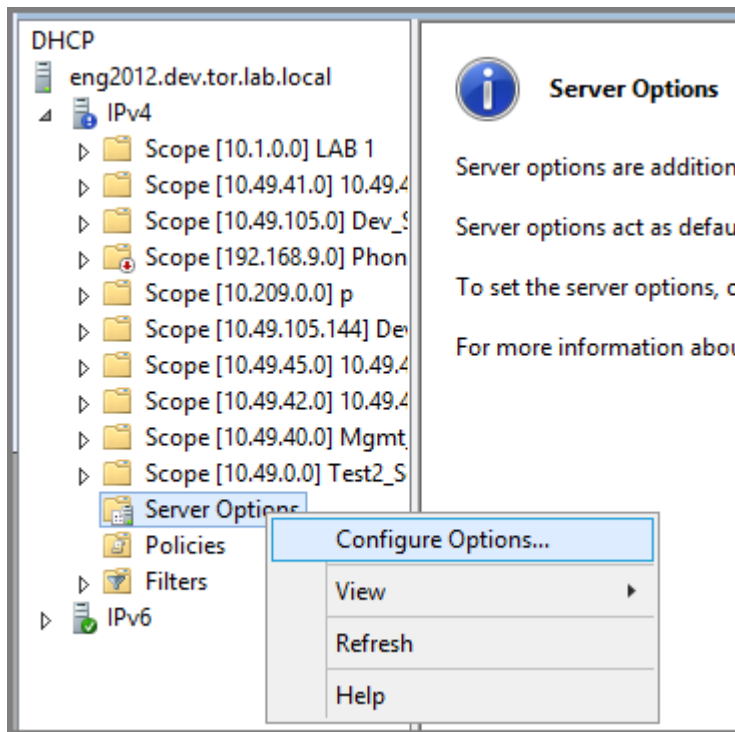 DHCP
eng2012.dev.tor.lab.local
IPv4
Scope [10.1.0.0] LAB 1
Scope [10.49.41.0] 10.49.4
Scope [10.49.105.0] Dev_S
Scope [192.168.9.0] Phon
Scope [10.209.0.0] p
Scope [10.49.105.144] Dev
Scope [10.49.45.0] 10.49.4
Scope [10.49.42.0] 10.49.4
Scope [10.49.40.0] Mgmt_
Scope [10.49.0.0] Test2_S
Server Options
Policies
Filters
IPv6
Configure Options...
View
Refresh
Help
Server Options
Server options are addition
Server options act as defau
To set the server options, c
For more information abou